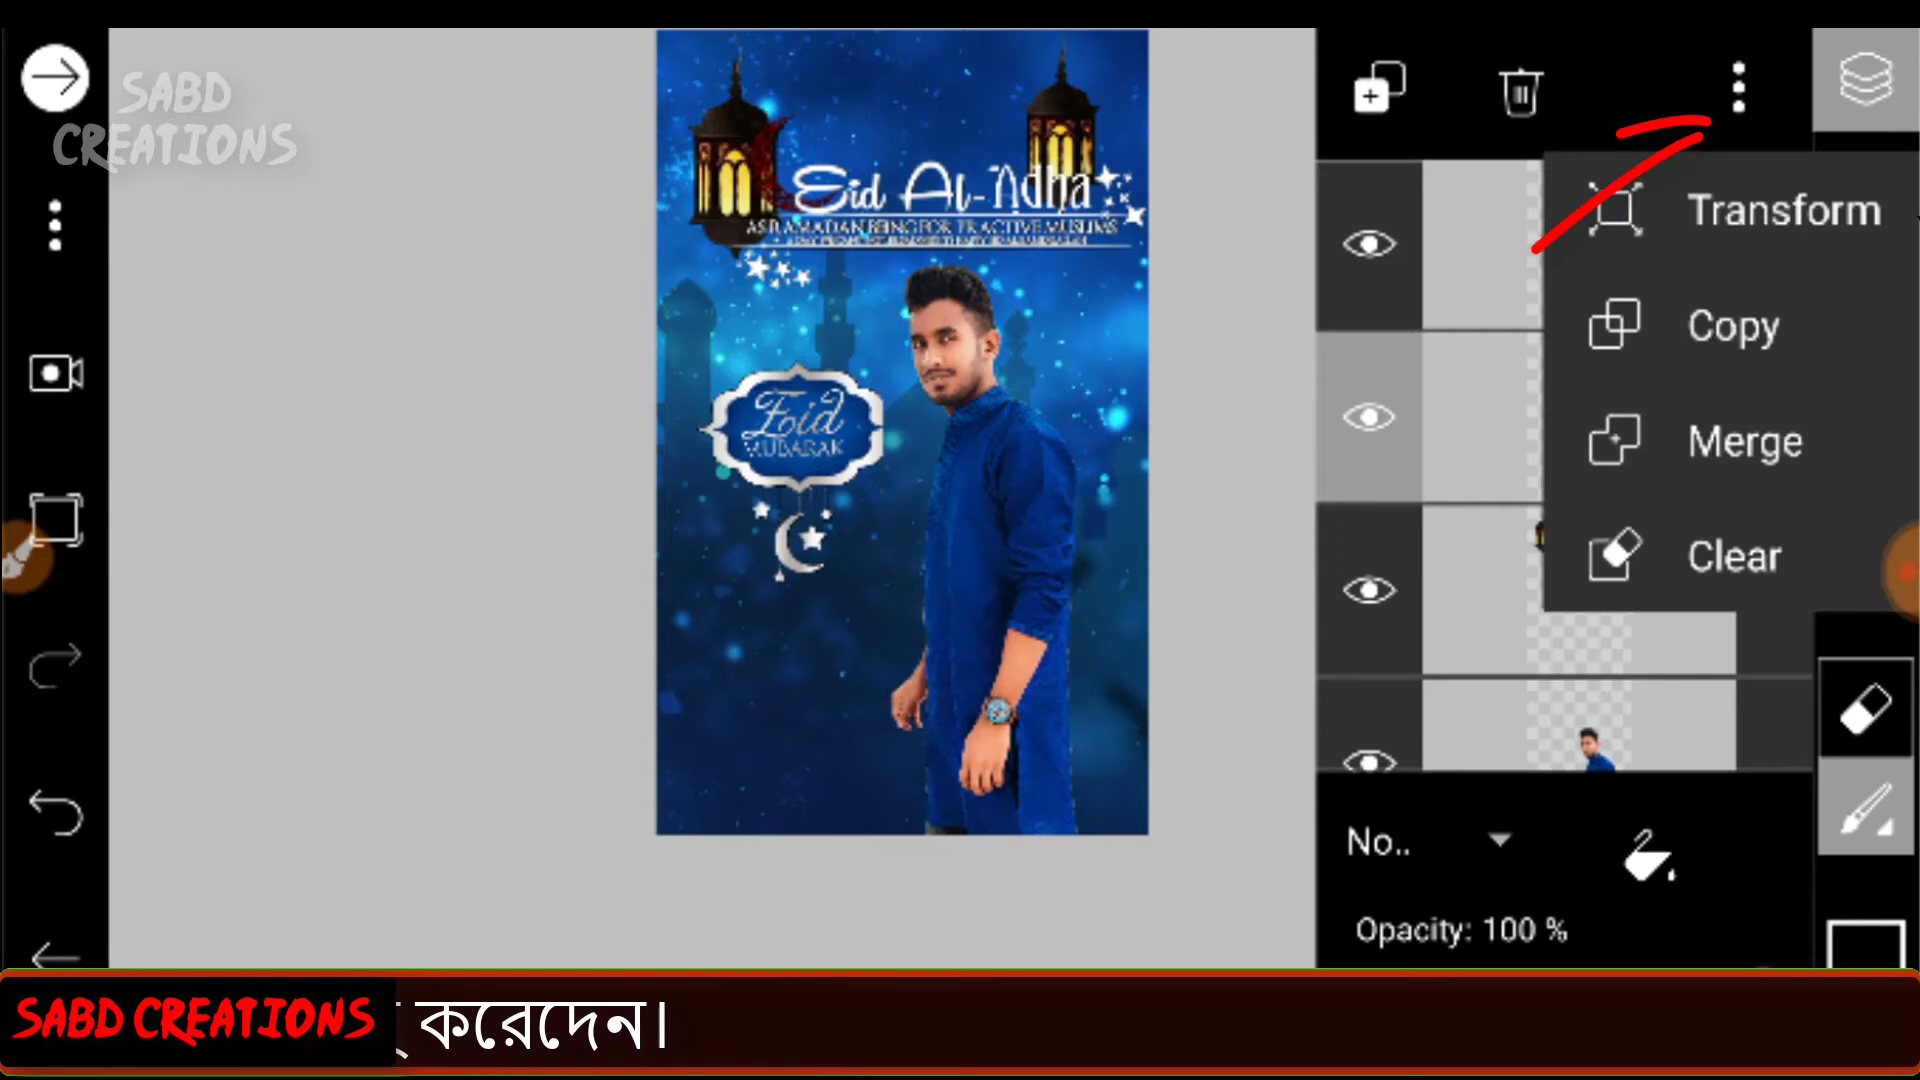 SABD
CREATIONS
Eid Al-Adha
Eid
MUBARAK
Transform
Copy
Merge
Clear
No..
Opacity: 100 %
SABD CREATIONS
করেদেন।